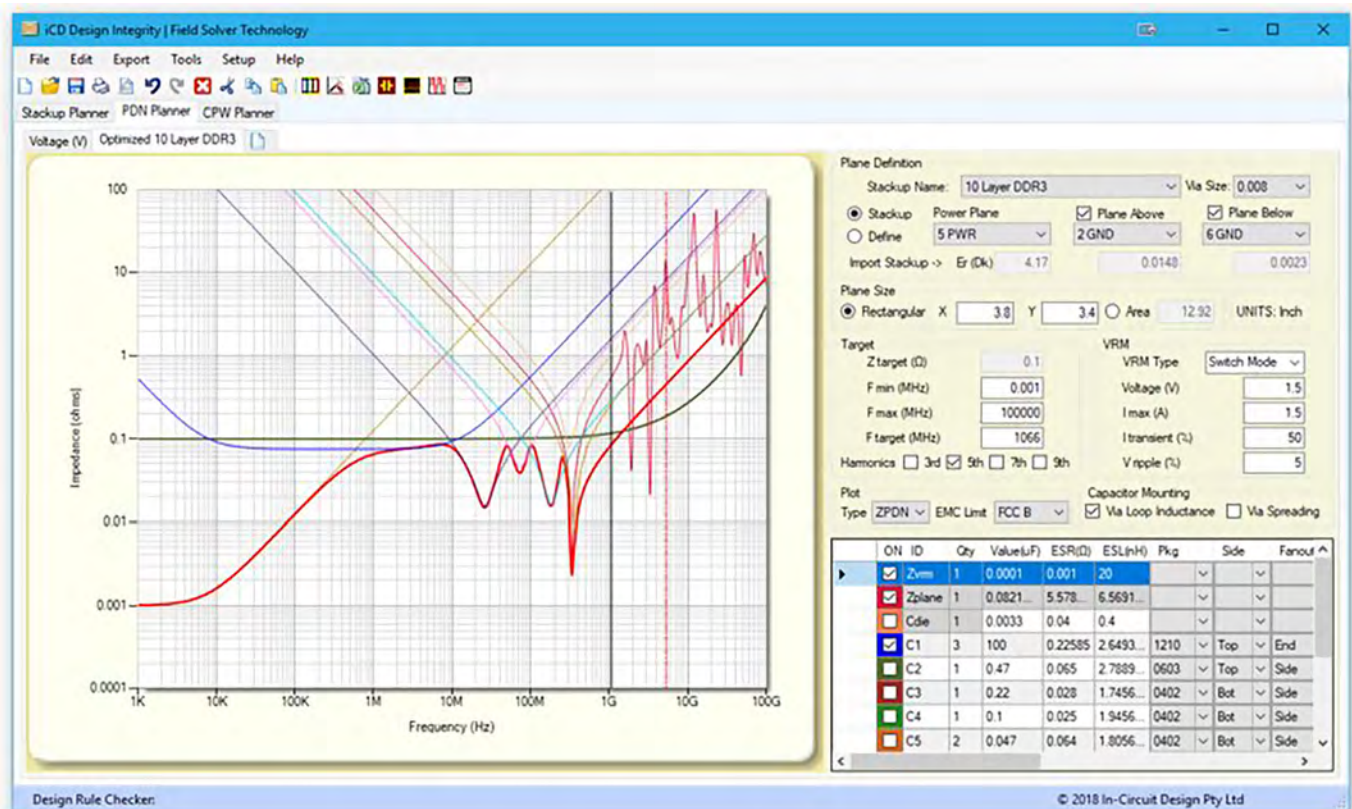 iCD Design Integrity | Field Solver Technology
File Edit Export Tools Setup Help
Stackup Planner PDN Planner CPW Planner
Voltage (V) Optimized 10 Layer DDR3
Plane Definition
Stackup Name: 10 Layer DDR3 Via Size: 0.008
Stackup Power Plane Plane Above Plane Below
Define 5 PWR 2 GND 6 GND
Import Stackup -> Er (Dk) 4.17 0.0148 0.0023
Plane Size
Rectangular X 3.8 Y 3.4 Area 12.92 UNITS: Inch
Target VRM
Z target (Ω) 0.1 VRM Type Switch Mode
F min (MHz) 0.001 Voltage (V) 1.5
F max (MHz) 100000 I max (A) 1.5
F target (MHz) 1066 I transient (%) 50
Harmonics 3rd 5th 7th 9th V ripple (%) 5
Plot Capacitor Mounting
Type ZPDN EMC Limit FCC B Via Loop Inductance Via Spreading
ON ID Qty Value(uF) ESR(Ω) ESL(nH) Pkg Side Fanout
Zvrm 1 0.0001 0.001 20
Zplane 1 0.0821... 5.578... 6.5691...
Cdie 1 0.0033 0.04 0.4
C1 3 100 0.22585 2.6493... 1210 Top End
C2 1 0.47 0.065 2.7889... 0603 Top Side
C3 1 0.22 0.028 1.7456... 0402 Bot Side
C4 1 0.1 0.025 1.9456... 0402 Bot Side
C5 2 0.047 0.064 1.8056... 0402 Bot Side
100
10
1
0.1
0.01
0.001
0.0001
Impedance (ohms)
1K 10K 100K 1M 10M 100M 1G 10G 100G
Frequency (Hz)
Design Rule Checker: © 2018 In-Circuit Design Pty Ltd